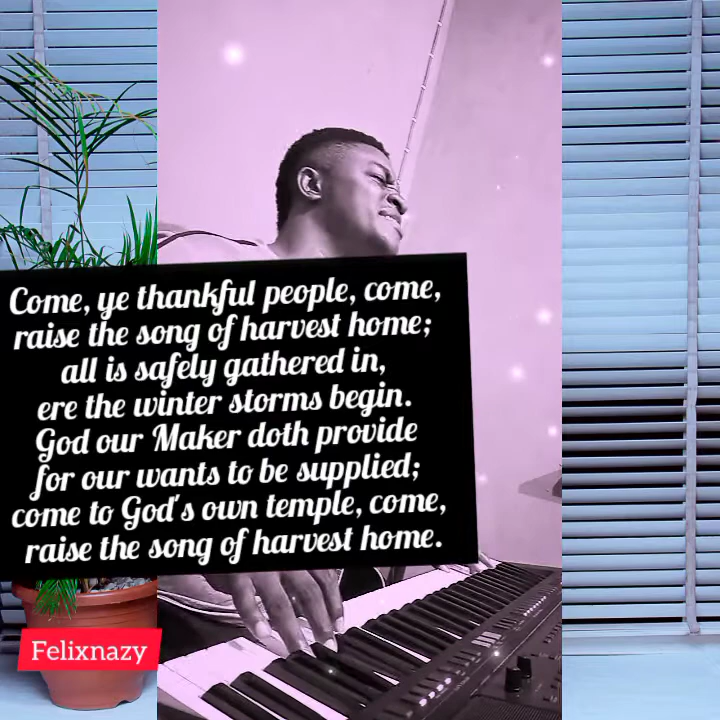 Come, ye thankful people, come,
raise the song of harvest home;
all is safely gathered in,
ere the winter storms begin.
God our Maker doth provide
for our wants to be supplied;
come to God's own temple, come,
raise the song of harvest home.
Felixnazy